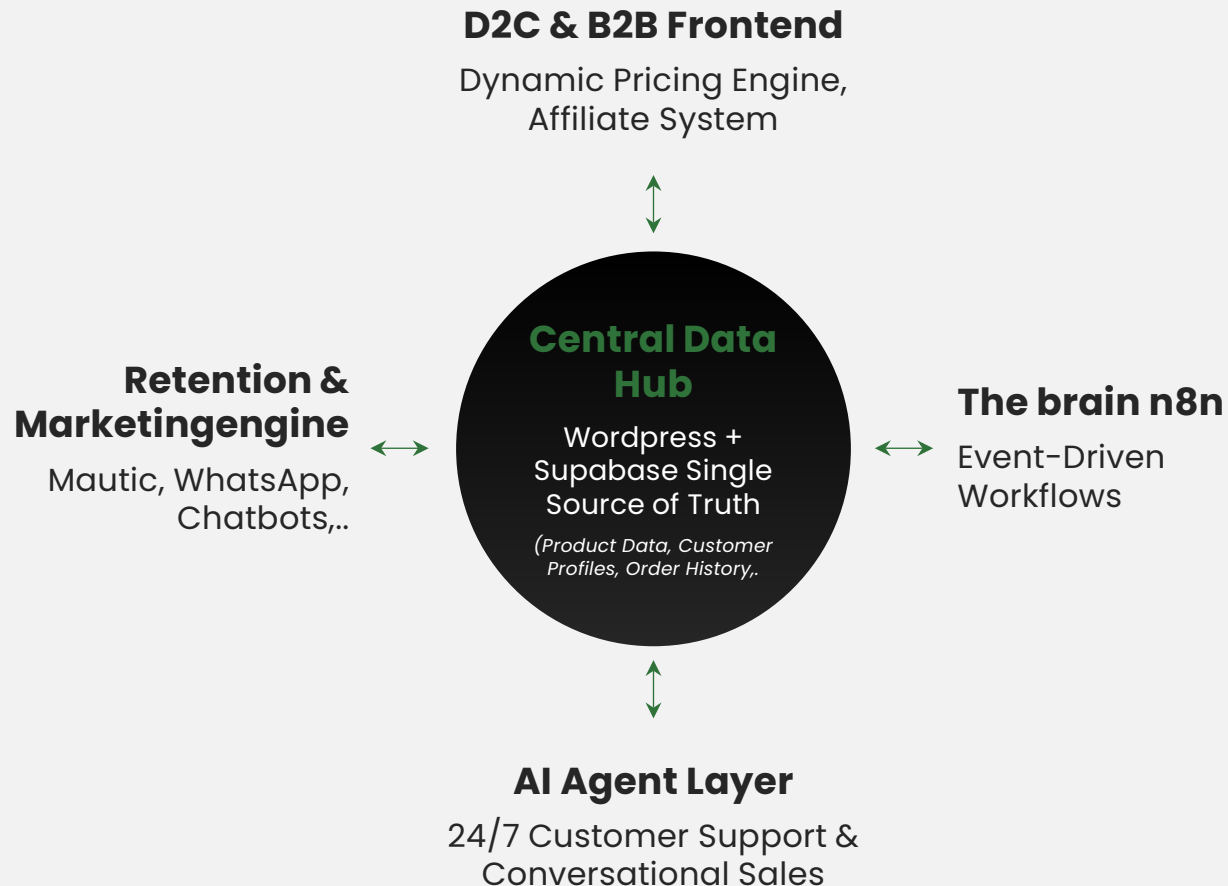 D2C & B2B Frontend
Dynamic Pricing Engine,
Affiliate System
Central Data
Hub
Wordpress +
Supabase Single
Source of Truth
(Product Data, Customer
Profiles, Order History,.
Retention &
Marketingengine
Mautic, WhatsApp,
Chatbots,..
The brain n8n
Event-Driven
Workflows
AI Agent Layer
24/7 Customer Support &
Conversational Sales